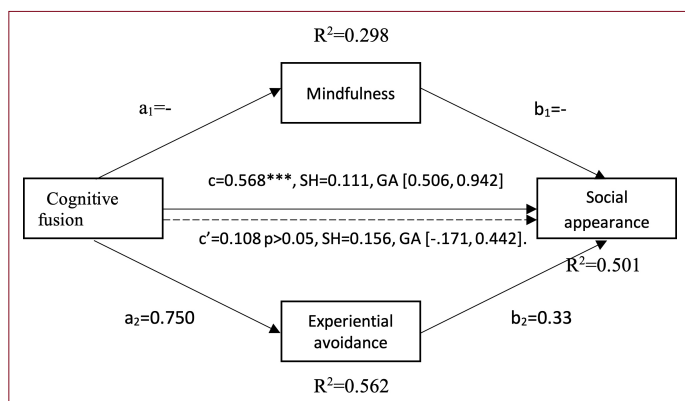 R²=0.298
Mindfulness
a₁=-
b₁=-
c=0.568***, SH=0.111, GA [0.506, 0.942]
Cognitive
fusion
Social
appearance
c’=0.108 p>0.05, SH=0.156, GA [-.171, 0.442].
R²=0.501
a₂=0.750
Experiential
avoidance
b₂=0.33
R²=0.562